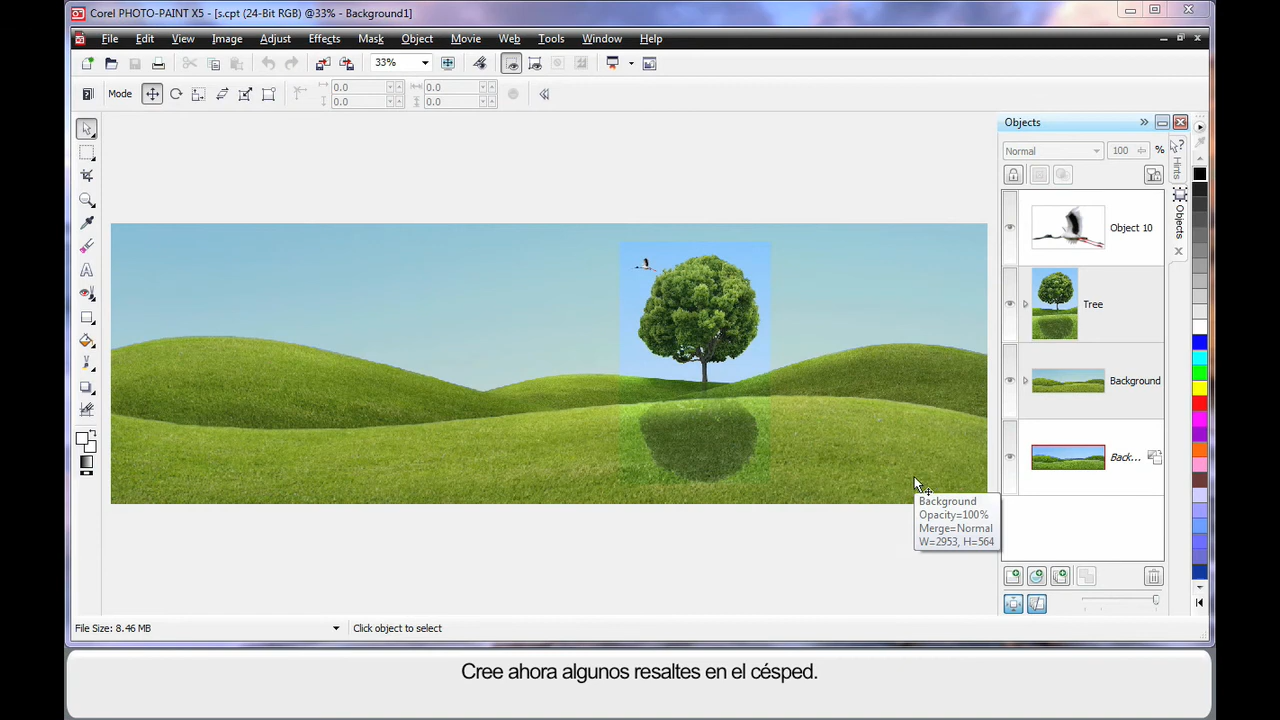 Corel PHOTO-PAINT X5 - [s.cpt (24-Bit RGB) @33% - Background1]
File Edit View Image Adjust Effects Mask Object Movie Web Tools Window Help
33%
Mode 0.0 0.0
0.0 0.0
Objects
Normal 100 %
Hints
Objects
Object 10
Tree
Background
Back...
Background
Opacity=100%
Merge=Normal
W=2953, H=564
File Size: 8.46 MB Click object to select
Cree ahora algunos resaltes en el césped.